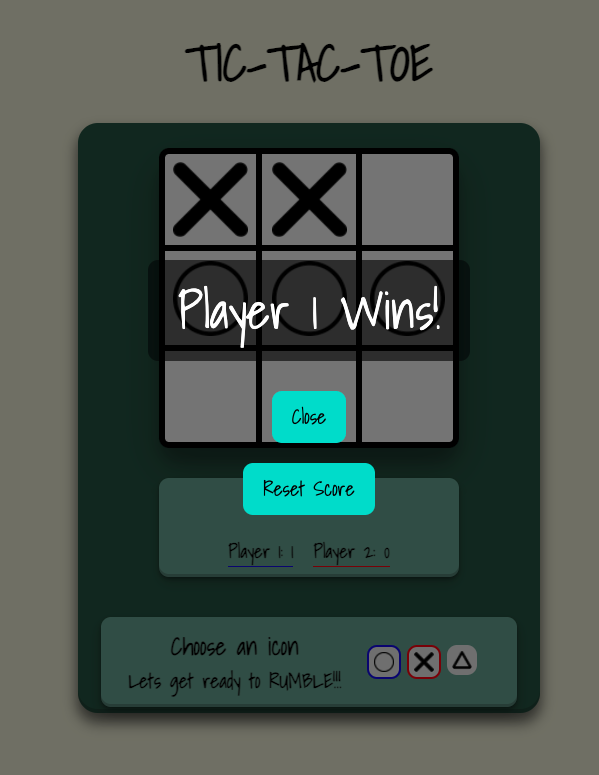 TIC-TAC-TOE
Player 1 Wins!
Close
Reset Score
Player 1: 1 Player 2: 0
Choose an icon
Lets get ready to RUMBLE!!!